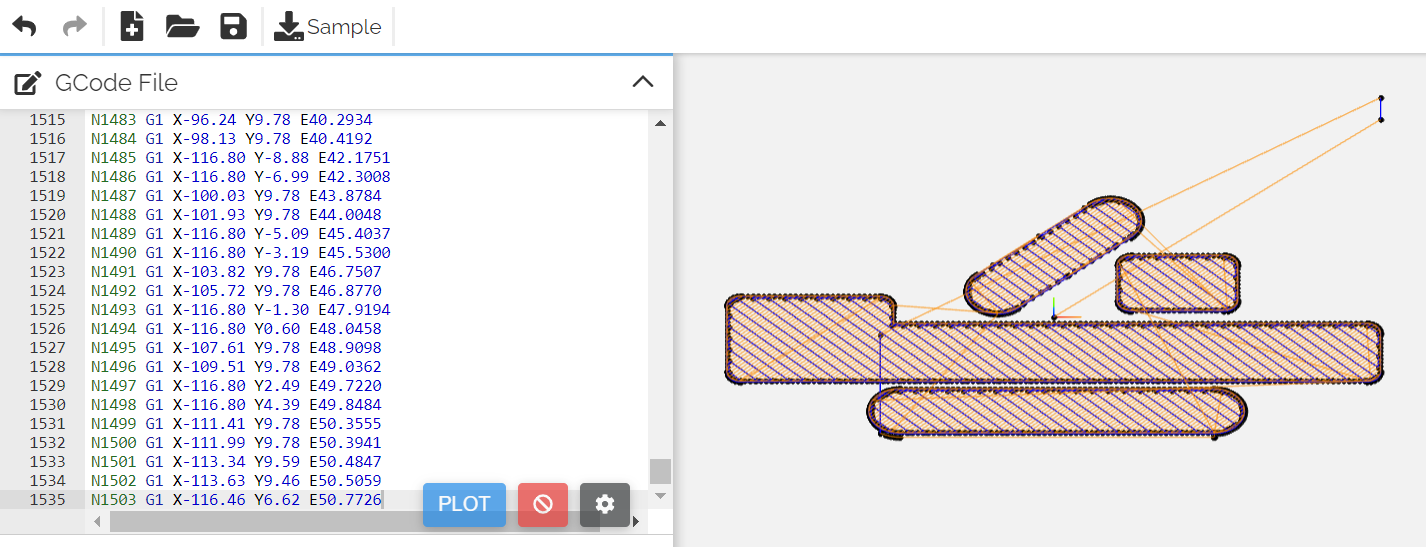 Sample
GCode File
1515 N1483 G1 X-96.24 Y9.78 E40.2934
1516 N1484 G1 X-98.13 Y9.78 E40.4192
1517 N1485 G1 X-116.80 Y-8.88 E42.1751
1518 N1486 G1 X-116.80 Y-6.99 E42.3008
1519 N1487 G1 X-100.03 Y9.78 E43.8784
1520 N1488 G1 X-101.93 Y9.78 E44.0048
1521 N1489 G1 X-116.80 Y-5.09 E45.4037
1522 N1490 G1 X-116.80 Y-3.19 E45.5300
1523 N1491 G1 X-103.82 Y9.78 E46.7507
1524 N1492 G1 X-105.72 Y9.78 E46.8770
1525 N1493 G1 X-116.80 Y-1.30 E47.9194
1526 N1494 G1 X-116.80 Y0.60 E48.0458
1527 N1495 G1 X-107.61 Y9.78 E48.9098
1528 N1496 G1 X-109.51 Y9.78 E49.0362
1529 N1497 G1 X-116.80 Y2.49 E49.7220
1530 N1498 G1 X-116.80 Y4.39 E49.8484
1531 N1499 G1 X-111.41 Y9.78 E50.3555
1532 N1500 G1 X-111.99 Y9.78 E50.3941
1533 N1501 G1 X-113.34 Y9.59 E50.4847
1534 N1502 G1 X-113.63 Y9.46 E50.5059
1535 N1503 G1 X-116.46 Y6.62 E50.7726
PLOT